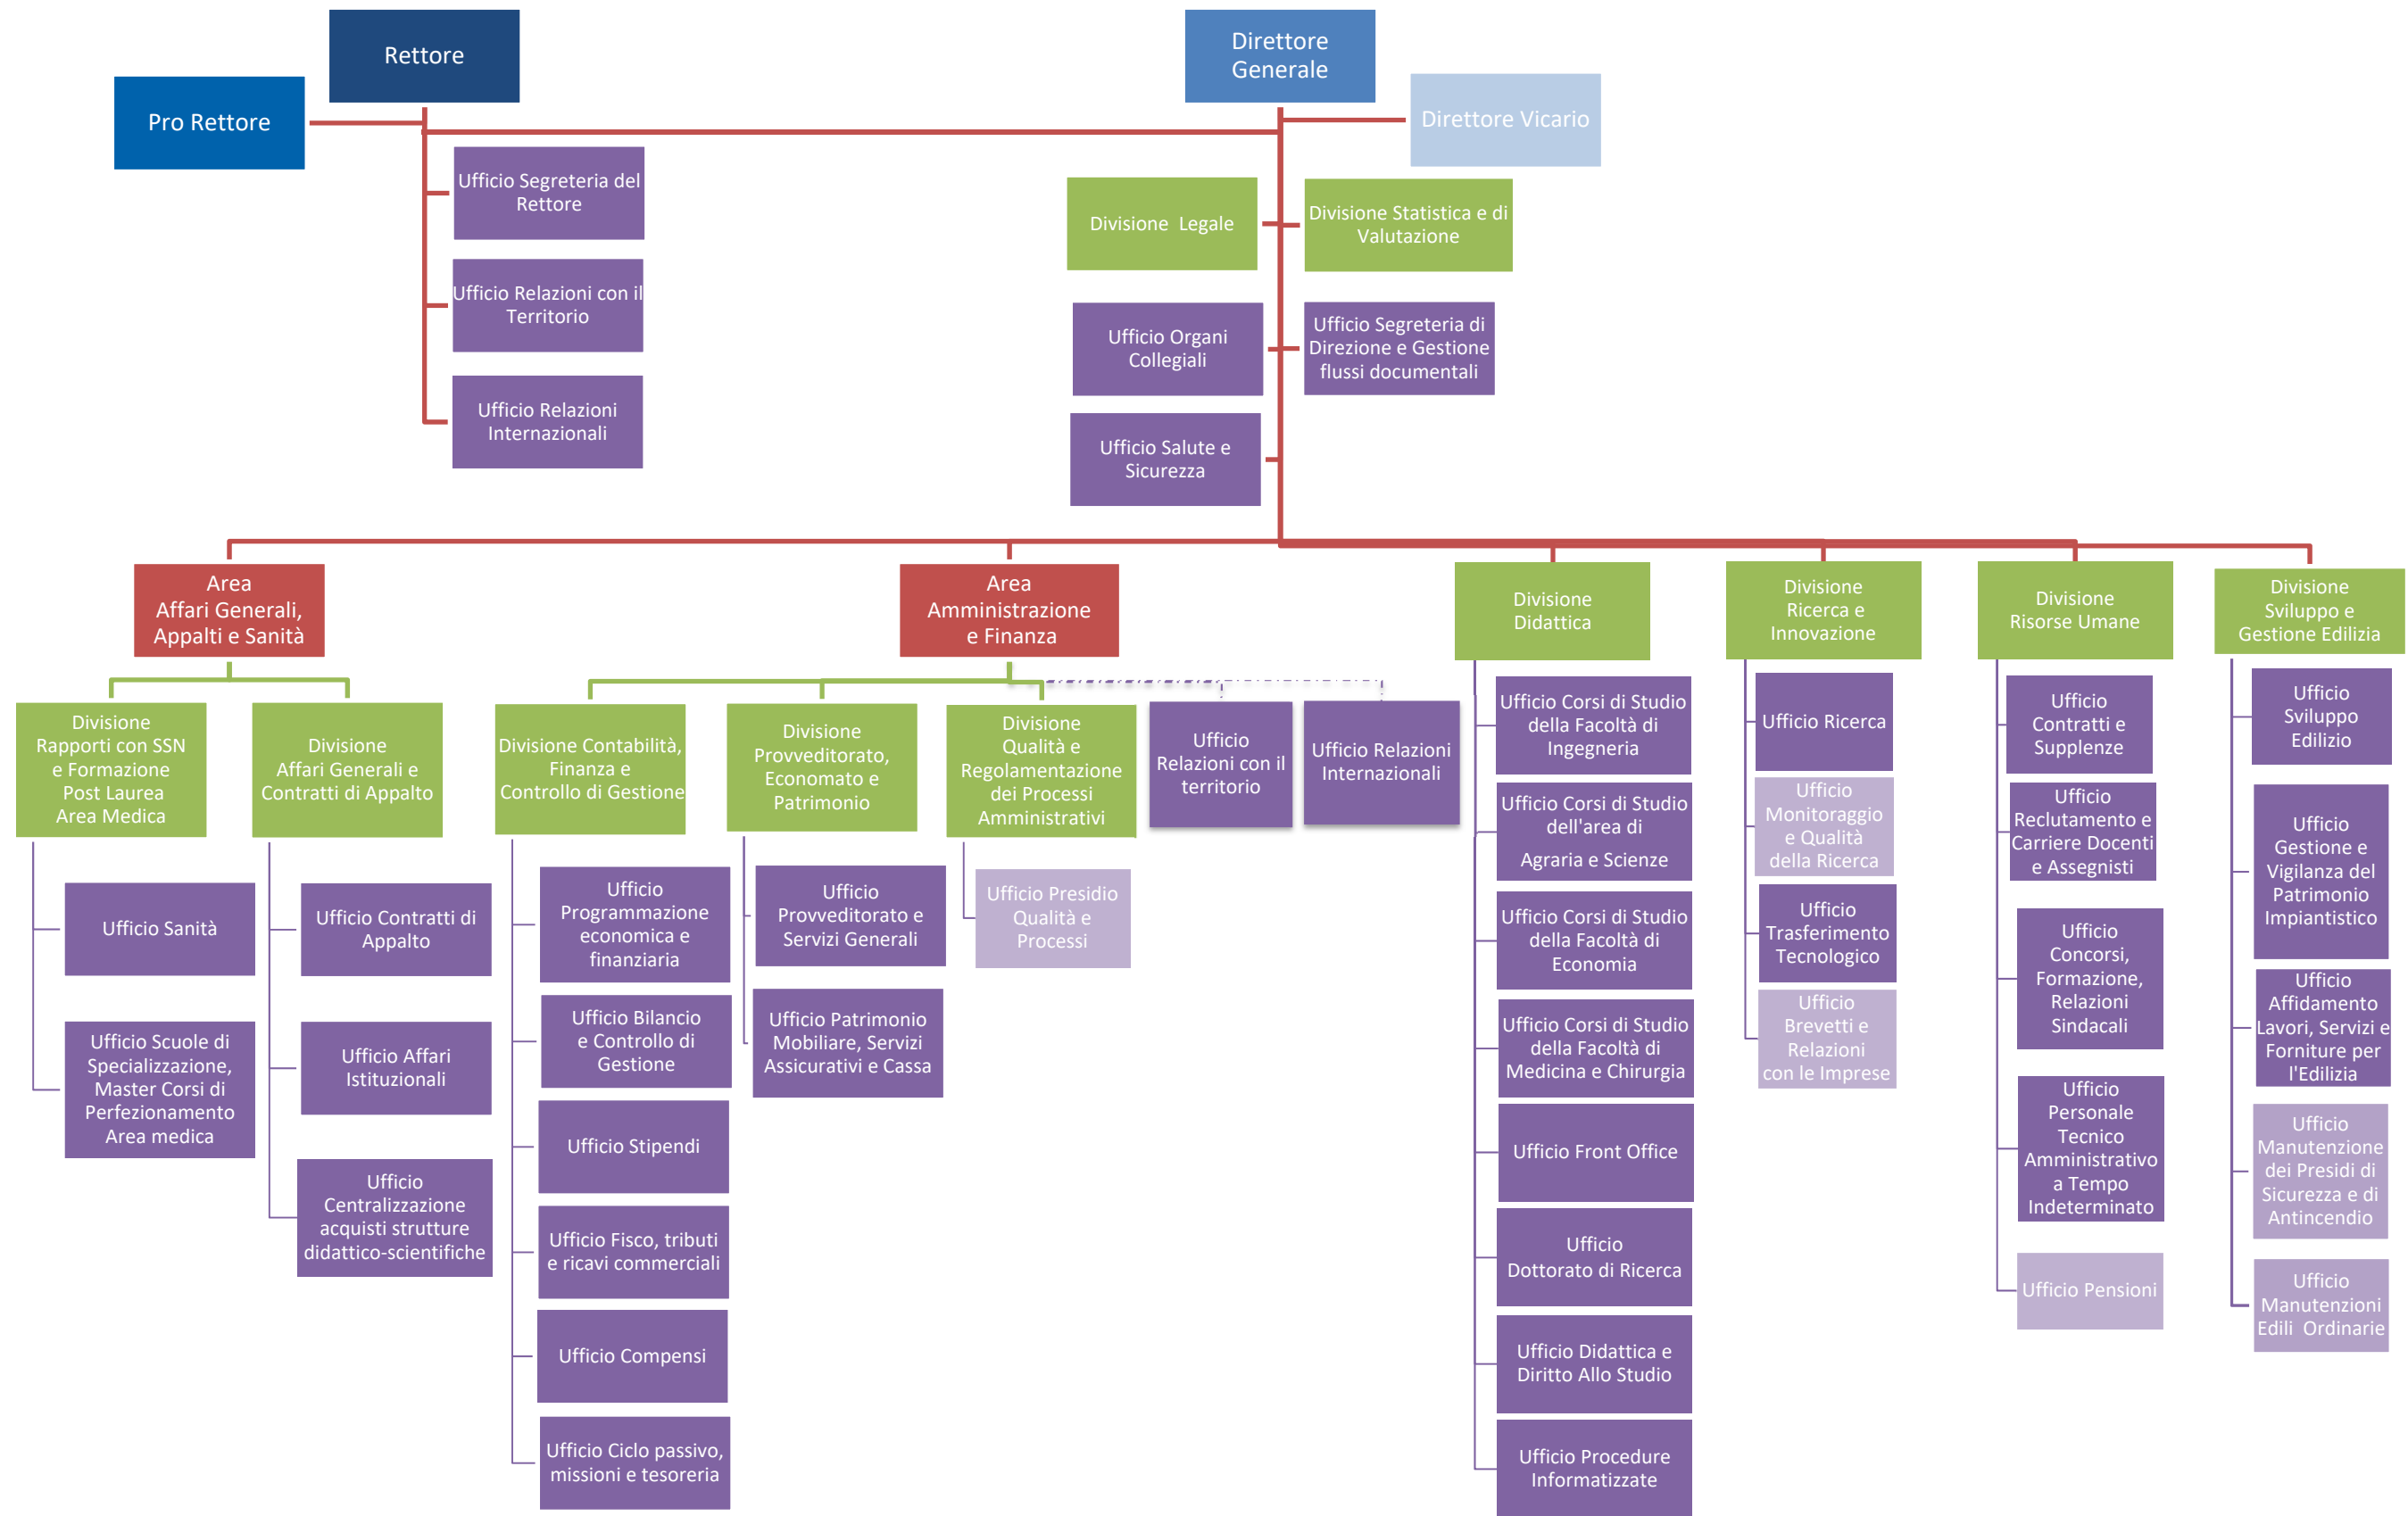 Rettore
Direttore
Generale
Pro Rettore
Direttore Vicario
Ufficio Segreteria del
Rettore
Ufficio Relazioni con il
Territorio
Ufficio Relazioni
Internazionali
Divisione Legale
Divisione Statistica e di
Valutazione
Ufficio Organi
Collegiali
Ufficio Segreteria di
Direzione e Gestione
flussi documentali
Ufficio Salute e
Sicurezza
Area
Affari Generali,
Appalti e Sanità
Area
Amministrazione
e Finanza
Divisione
Didattica
Divisione
Ricerca e
Innovazione
Divisione
Risorse Umane
Divisione
Sviluppo e
Gestione Edilizia
Divisione
Rapporti con SSN
e Formazione
Post Laurea
Area Medica
Divisione
Affari Generali e
Contratti di Appalto
Divisione Contabilità,
Finanza e
Controllo di Gestione
Divisione
Provveditorato,
Economato e
Patrimonio
Divisione
Qualità e
Regolamentazione
dei Processi
Amministrativi
Ufficio
Relazioni con il
territorio
Ufficio Relazioni
Internazionali
Ufficio Sanità
Ufficio Scuole di
Specializzazione,
Master Corsi di
Perfezionamento
Area medica
Ufficio Contratti di
Appalto
Ufficio Affari
Istituzionali
Ufficio
Centralizzazione
acquisti strutture
didattico-scientifiche
Ufficio
Programmazione
economica e
finanziaria
Ufficio Bilancio
e Controllo di
Gestione
Ufficio Stipendi
Ufficio Fisco, tributi
e ricavi commerciali
Ufficio Compensi
Ufficio Ciclo passivo,
missioni e tesoreria
Ufficio
Provveditorato e
Servizi Generali
Ufficio Patrimonio
Mobiliare, Servizi
Assicurativi e Cassa
Ufficio Presidio
Qualità e
Processi
Ufficio Corsi di Studio
della Facoltà di
Ingegneria
Ufficio Corsi di Studio
dell'area di
Agraria e Scienze
Ufficio Corsi di Studio
della Facoltà di
Economia
Ufficio Corsi di Studio
della Facoltà di
Medicina e Chirurgia
Ufficio Front Office
Ufficio
Dottorato di Ricerca
Ufficio Didattica e
Diritto Allo Studio
Ufficio Procedure
Informatizzate
Ufficio Ricerca
Ufficio
Monitoraggio
e Qualità
della Ricerca
Ufficio
Trasferimento
Tecnologico
Ufficio
Brevetti e
Relazioni
con le Imprese
Ufficio
Contratti e
Supplenze
Ufficio
Reclutamento e
Carriere Docenti
e Assegnisti
Ufficio
Concorsi,
Formazione,
Relazioni
Sindacali
Ufficio
Personale
Tecnico
Amministrativo
a Tempo
Indeterminato
Ufficio Pensioni
Ufficio
Sviluppo
Edilizio
Ufficio
Gestione e
Vigilanza del
Patrimonio
Impiantistico
Ufficio
Affidamento
Lavori, Servizi e
Forniture per
l'Edilizia
Ufficio
Manutenzione
dei Presidi di
Sicurezza e di
Antincendio
Ufficio
Manutenzioni
Edili Ordinarie